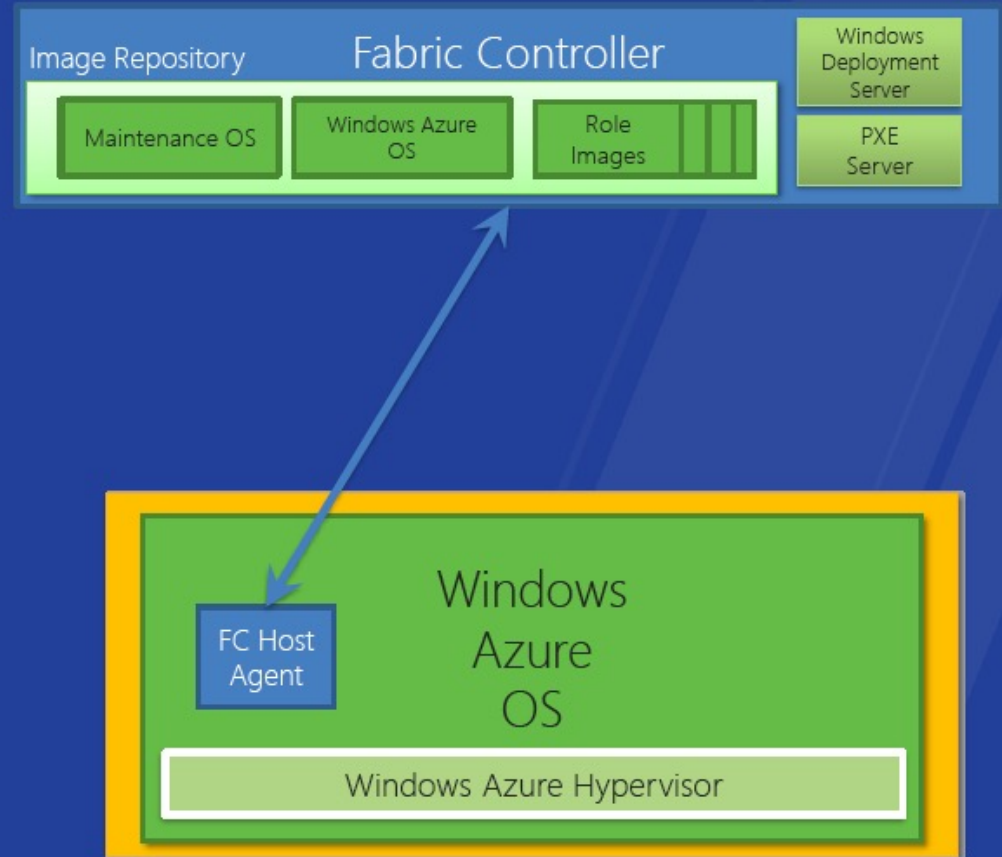 Image Repository
Fabric Controller
Windows
Deployment
Server
Maintenance OS
Windows Azure
OS
Role
Images
PXE
Server
FC Host
Agent
Windows
Azure
OS
Windows Azure Hypervisor